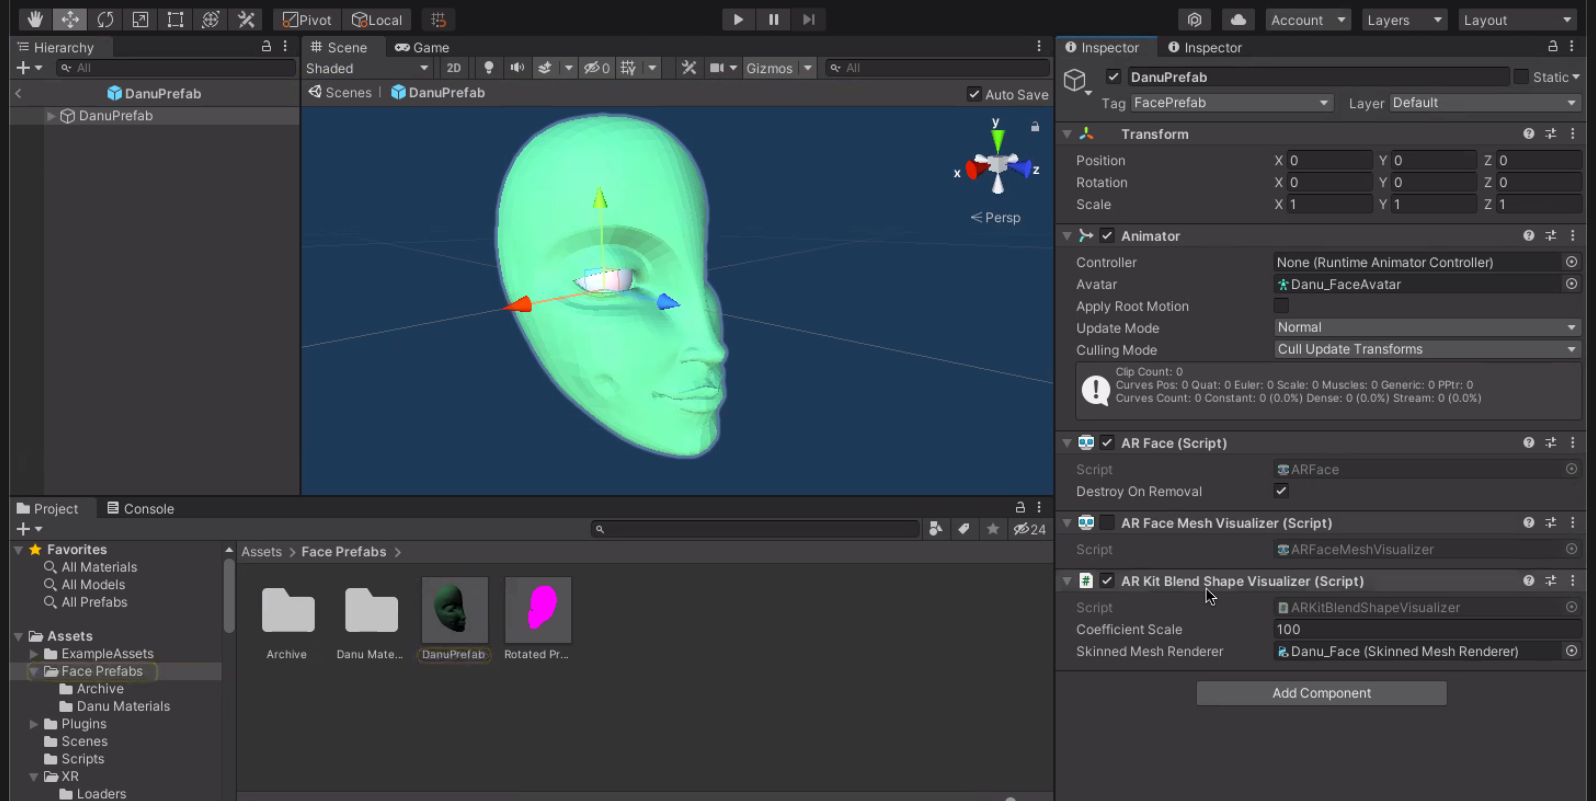 Pivot Local Account Layers Layout
Hierarchy
All
DanuPrefab
DanuPrefab
Scene Game
Shaded 2D 0 Gizmos All
Scenes DanuPrefab Auto Save
y
x z
Persp
Inspector Inspector
DanuPrefab Static
Tag FacePrefab Layer Default
Transform
Position X 0 Y 0 Z 0
Rotation X 0 Y 0 Z 0
Scale X 1 Y 1 Z 1
Animator
Controller None (Runtime Animator Controller)
Avatar Danu_FaceAvatar
Apply Root Motion
Update Mode Normal
Culling Mode Cull Update Transforms
Clip Count: 0
Curves Pos: 0 Quat: 0 Euler: 0 Scale: 0 Muscles: 0 Generic: 0 PPtr: 0
Curves Count: 0 Constant: 0 (0.0%) Dense: 0 (0.0%) Stream: 0 (0.0%)
AR Face (Script)
Script ARFace
Destroy On Removal
AR Face Mesh Visualizer (Script)
Script ARFaceMeshVisualizer
# AR Kit Blend Shape Visualizer (Script)
Script ARKitBlendShapeVisualizer
Coefficient Scale 100
Skinned Mesh Renderer Danu_Face (Skinned Mesh Renderer)
Add Component
Project Console
24
Favorites
All Materials
All Models
All Prefabs
Assets
ExampleAssets
Face Prefabs
Archive
Danu Materials
Plugins
Scenes
Scripts
XR
Loaders
Assets > Face Prefabs >
Archive Danu Mate... DanuPrefab Rotated Pr...